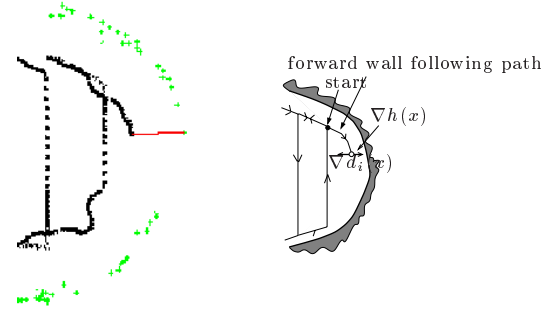 forward wall following path
start
∇h(x)
∇d_i(x)